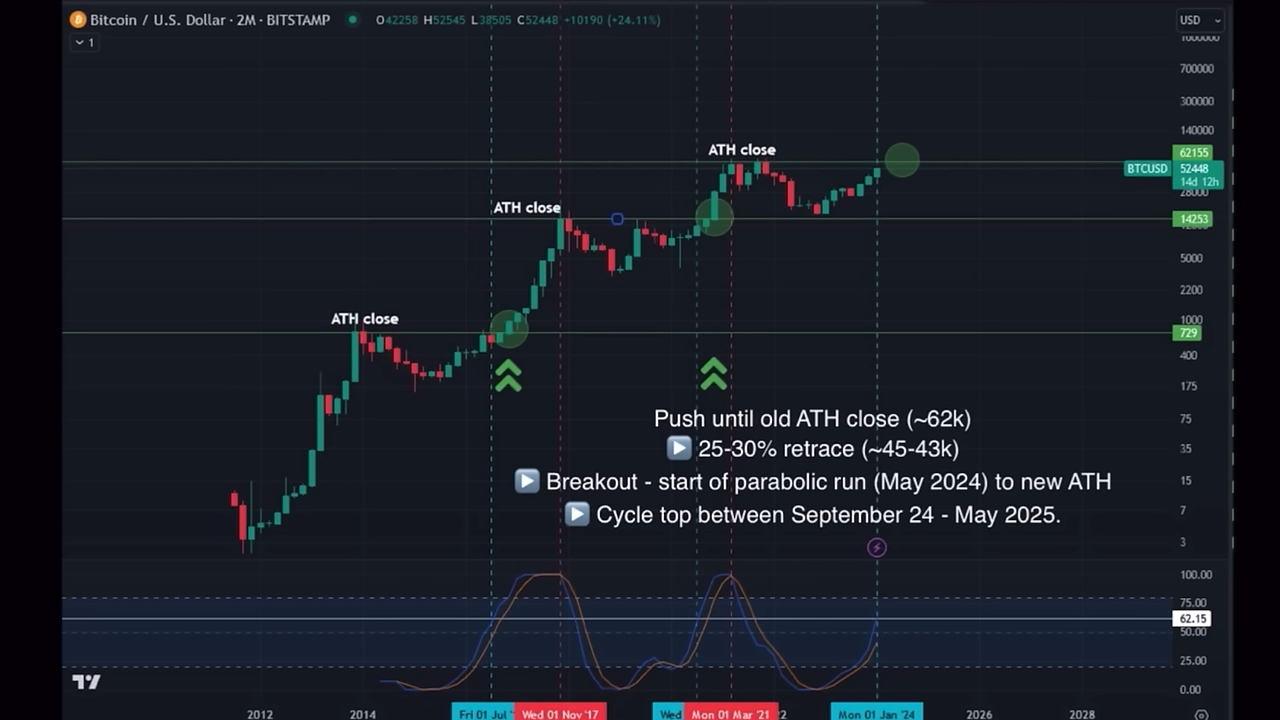 Bitcoin / U.S. Dollar · 2M · BITSTAMP O42258 H52545 L38505 C52448 +10190 (+24.11%)
USD
1
1000000
700000
300000
140000
ATH close
62155
BTCUSD 52448
14d 12h
28000
ATH close
14253
5000
2200
ATH close
1000
729
400
175
Push until old ATH close (~62k)
75
▶ 25-30% retrace (~45-43k)
35
▶ Breakout - start of parabolic run (May 2024) to new ATH
15
▶ Cycle top between September 24 - May 2025.
7
3
100.00
75.00
62.15
50.00
25.00
0.00
2012 2014 Fri 01 Jul ' Wed 01 Nov '17 Wed Mon 01 Mar '21 Mon 01 Jan '24 2026 2028